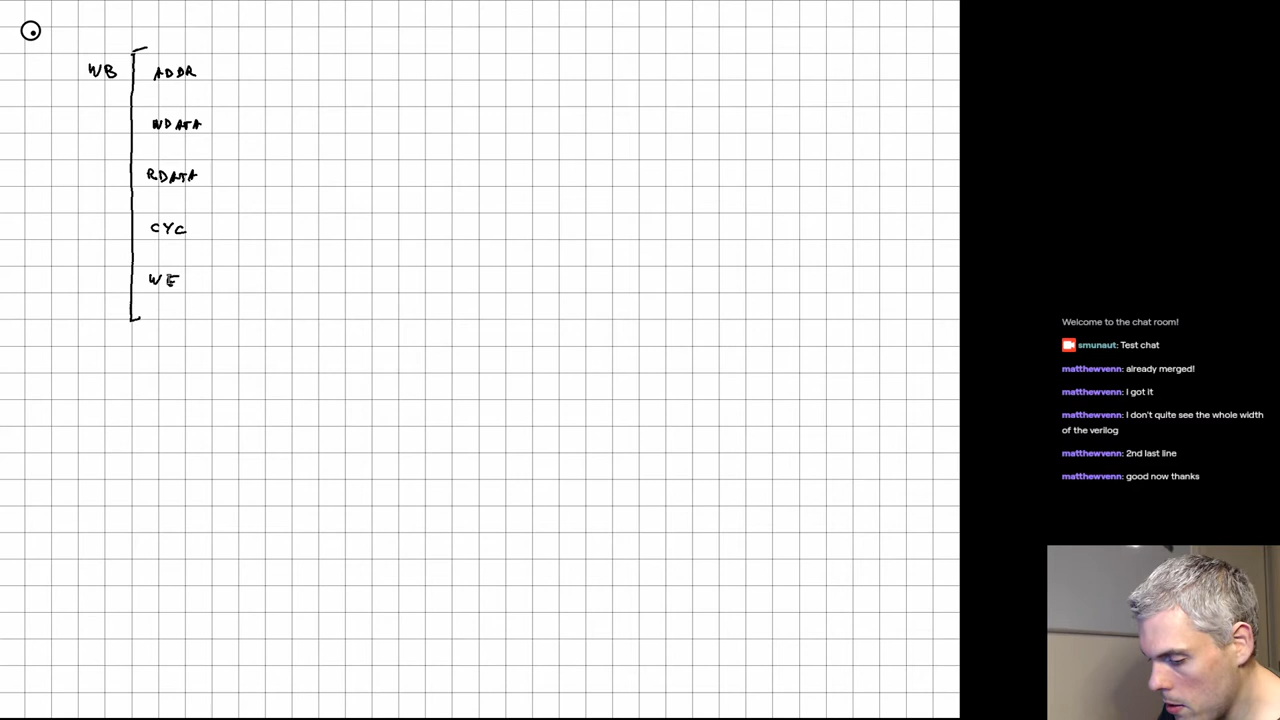 WB ADDR
WDATA
RDATA
CYC
WE
Welcome to the chat room!
smunaut: Test chat
matthewvenn: already merged!
matthewvenn: I got it
matthewvenn: I don't quite see the whole width
of the verilog
matthewvenn: 2nd last line
matthewvenn: good now thanks